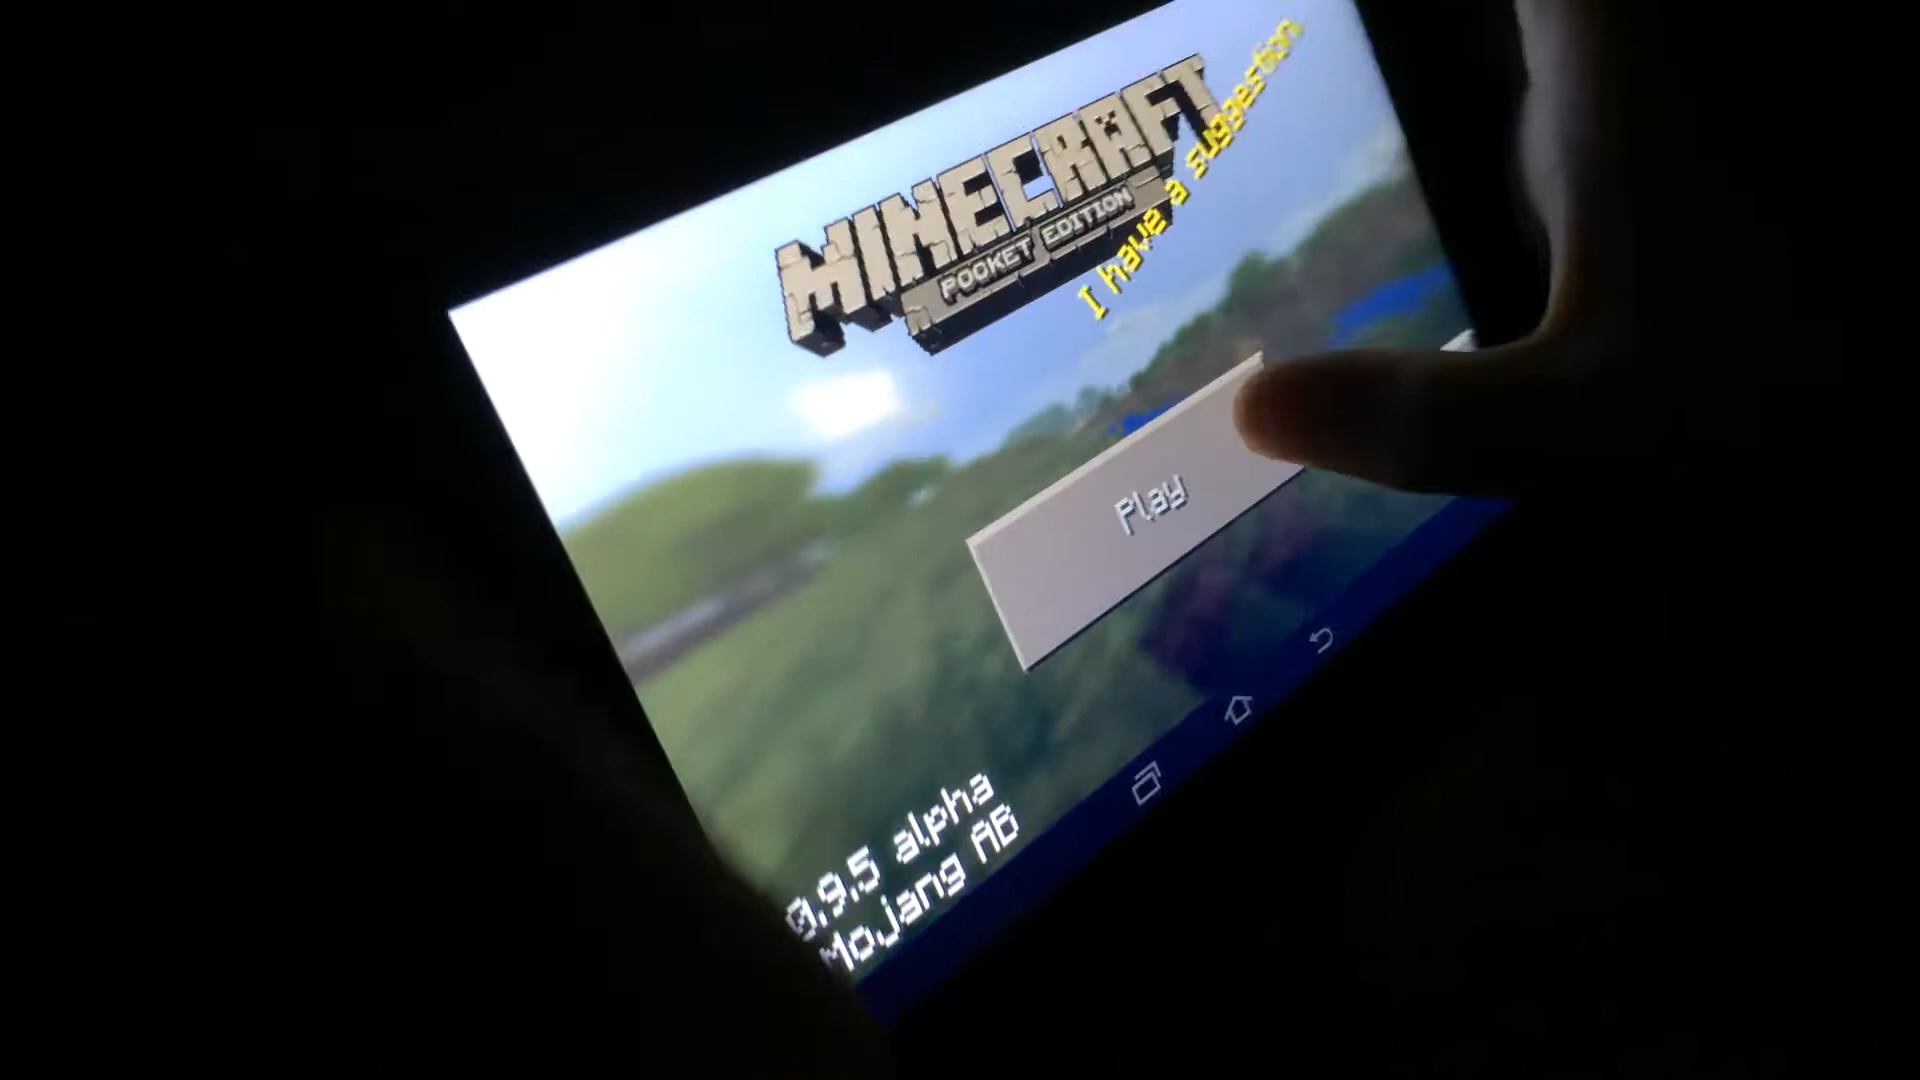 MINECRAFT
POCKET EDITION
I have a suggestion
Play
0.9.5 alpha
Mojang AB